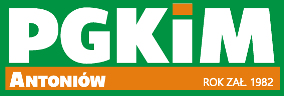 PGKiM
ANTONIÓW
ROK ZAŁ. 1982